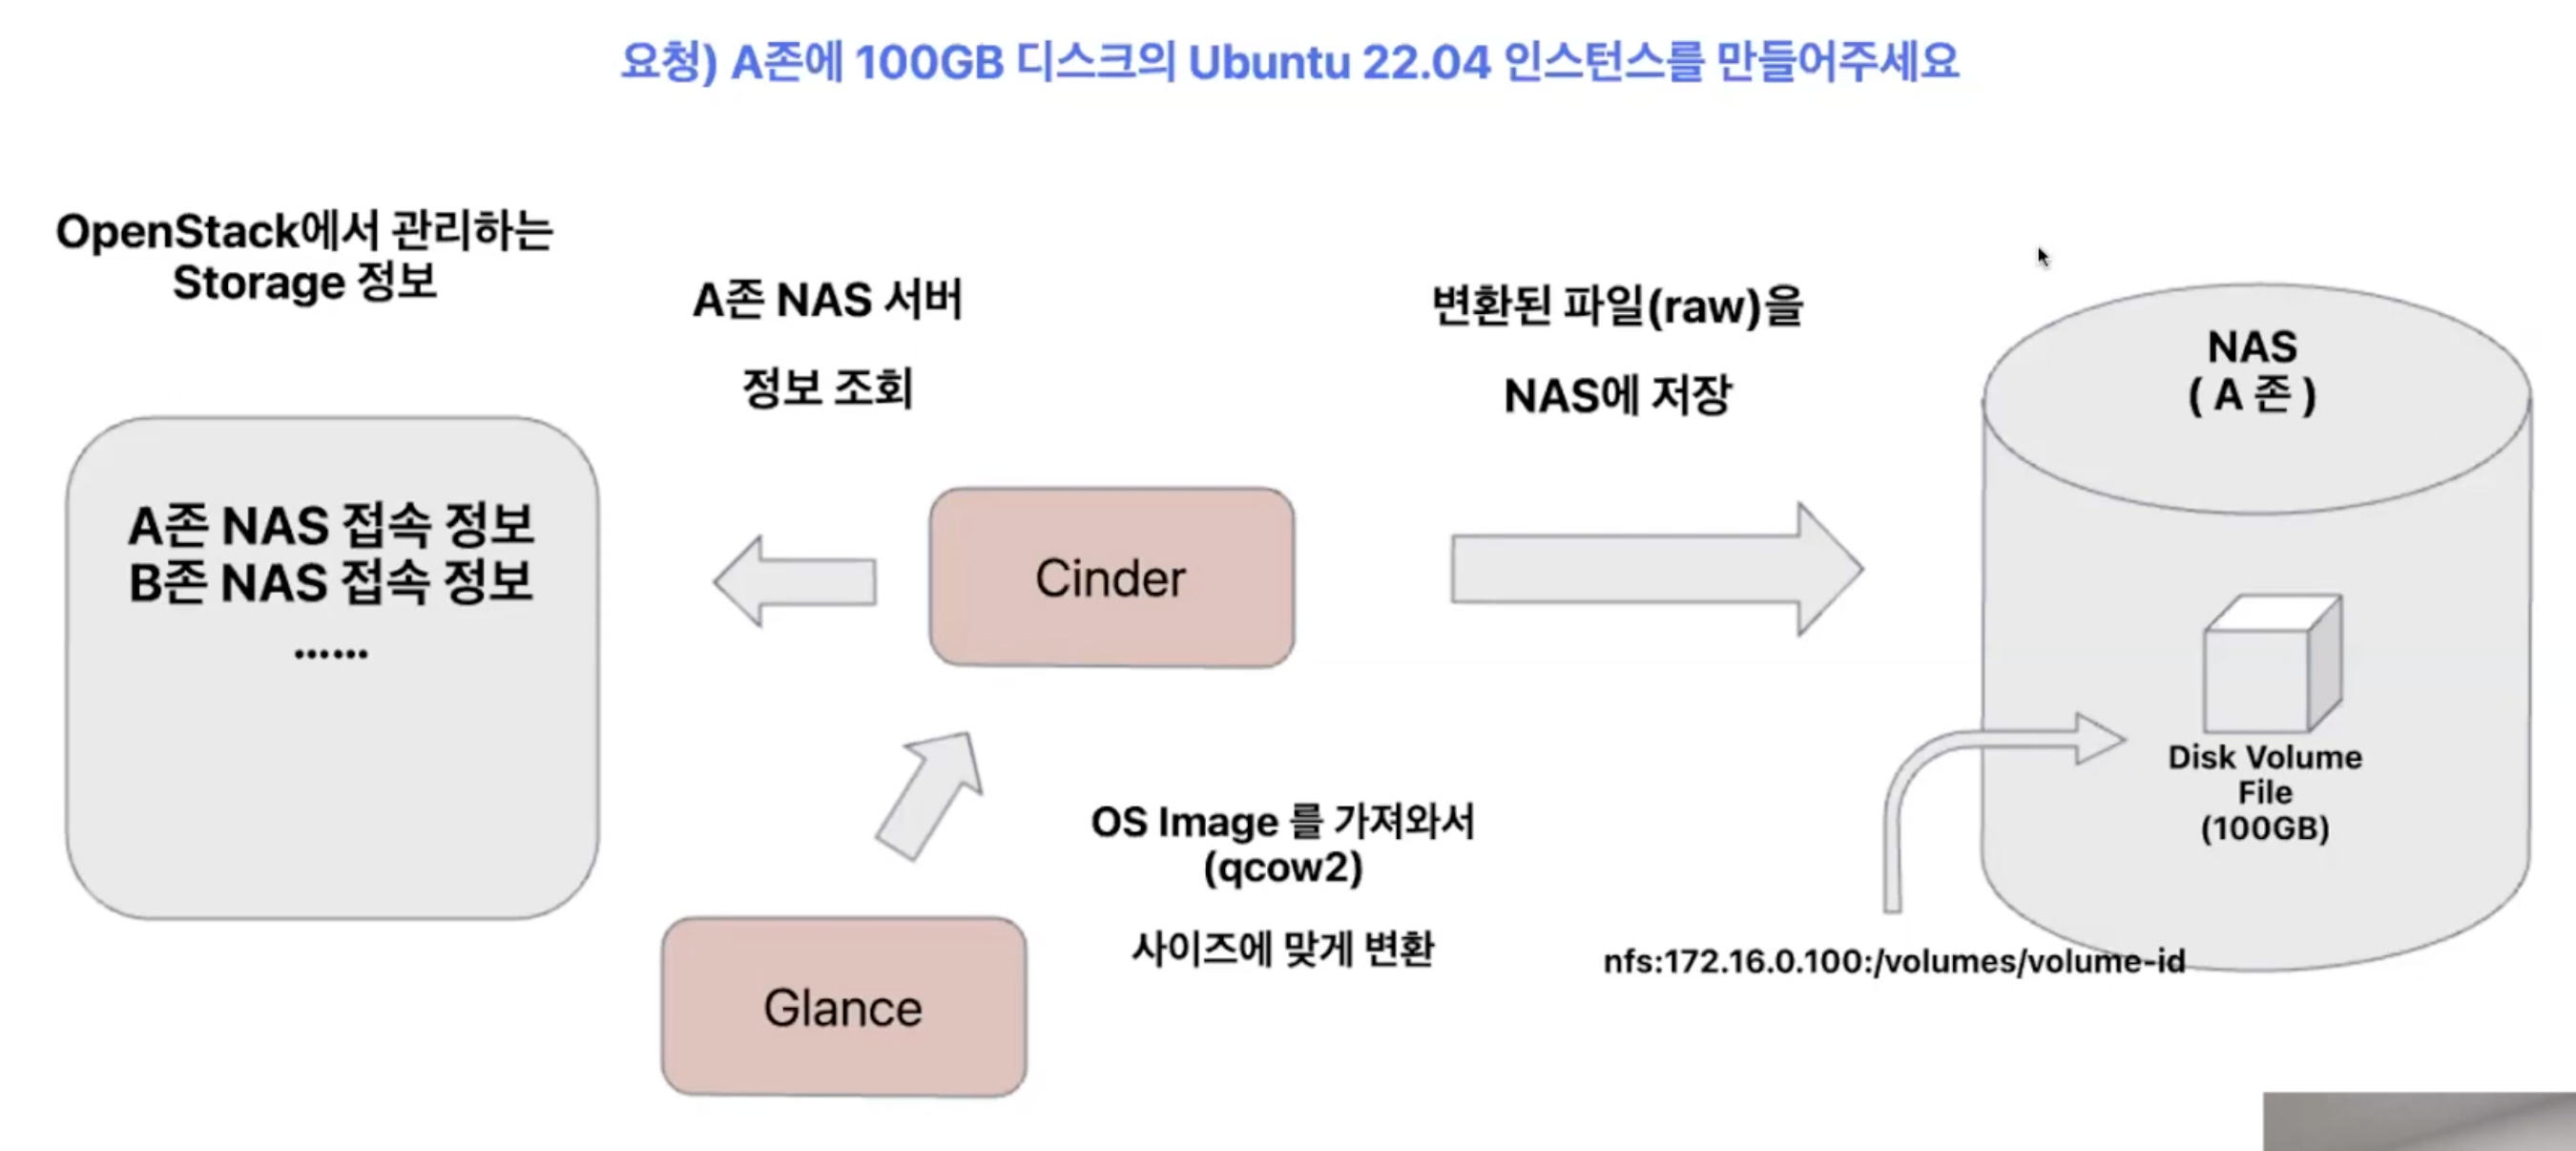 요청) A존에 100GB 디스크의 Ubuntu 22.04 인스턴스를 만들어주세요
OpenStack에서 관리하는
Storage 정보
A존 NAS 접속 정보
B존 NAS 접속 정보
......
A존 NAS 서버
정보 조회
Cinder
Glance
OS Image 를 가져와서
(qcow2)
사이즈에 맞게 변환
변환된 파일(raw)을
NAS에 저장
NAS
( A 존 )
Disk Volume
File
(100GB)
nfs:172.16.0.100:/volumes/volume-id